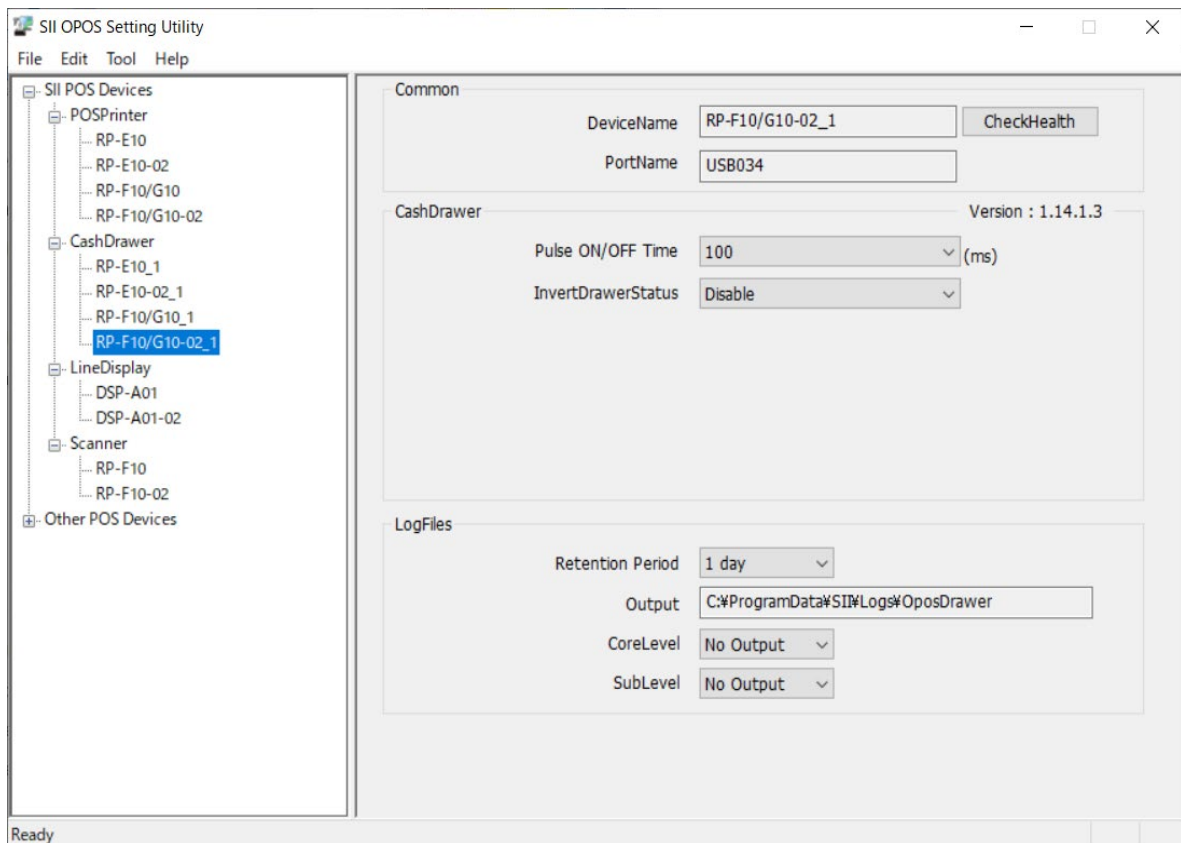 SII OPOS Setting Utility
File Edit Tool Help
SII POS Devices
POSPrinter
RP-E10
RP-E10-02
RP-F10/G10
RP-F10/G10-02
CashDrawer
RP-E10_1
RP-E10-02_1
RP-F10/G10_1
RP-F10/G10-02_1
LineDisplay
DSP-A01
DSP-A01-02
Scanner
RP-F10
RP-F10-02
Other POS Devices
Common
DeviceName RP-F10/G10-02_1 CheckHealth
PortName USB034
CashDrawer Version : 1.14.1.3
Pulse ON/OFF Time 100 (ms)
InvertDrawerStatus Disable
LogFiles
Retention Period 1 day
Output C:¥ProgramData¥SII¥Logs¥OposDrawer
CoreLevel No Output
SubLevel No Output
Ready